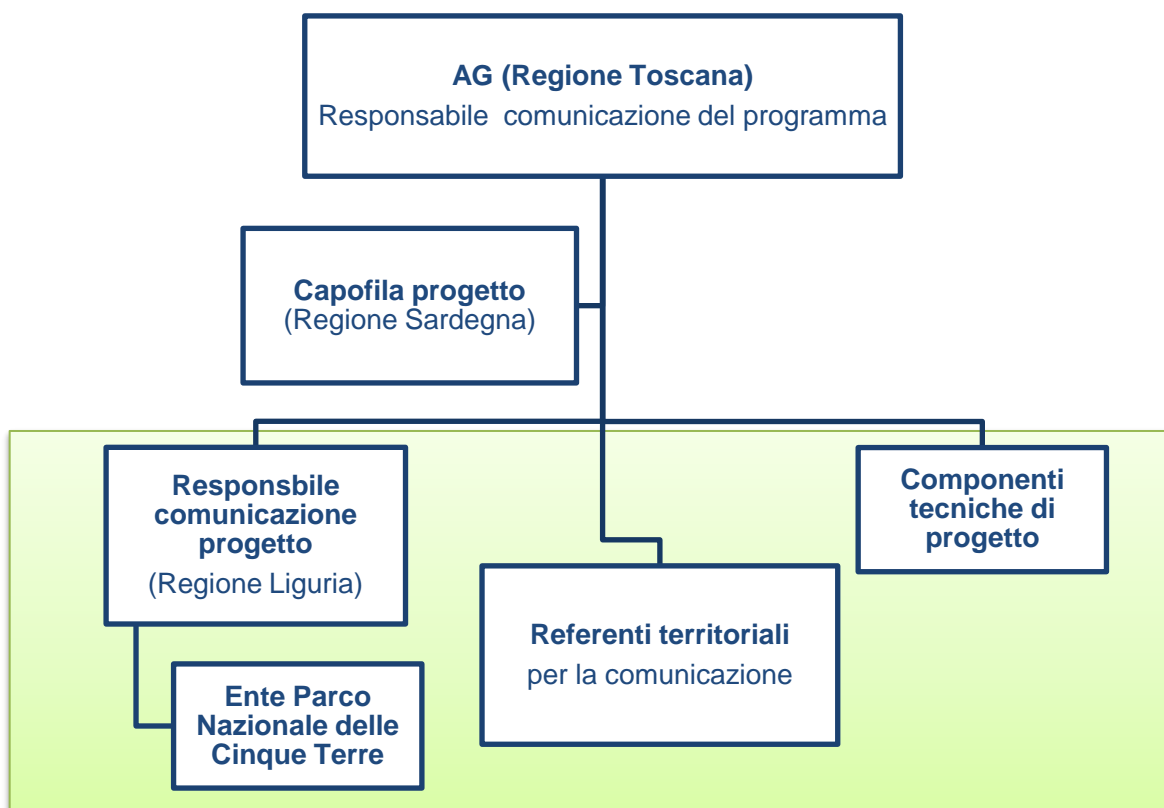 AG (Regione Toscana)
Responsabile comunicazione del programma
Capofila progetto
(Regione Sardegna)
Responsbile
comunicazione
progetto
(Regione Liguria)
Ente Parco
Nazionale delle
Cinque Terre
Referenti territoriali
per la comunicazione
Componenti
tecniche di
progetto